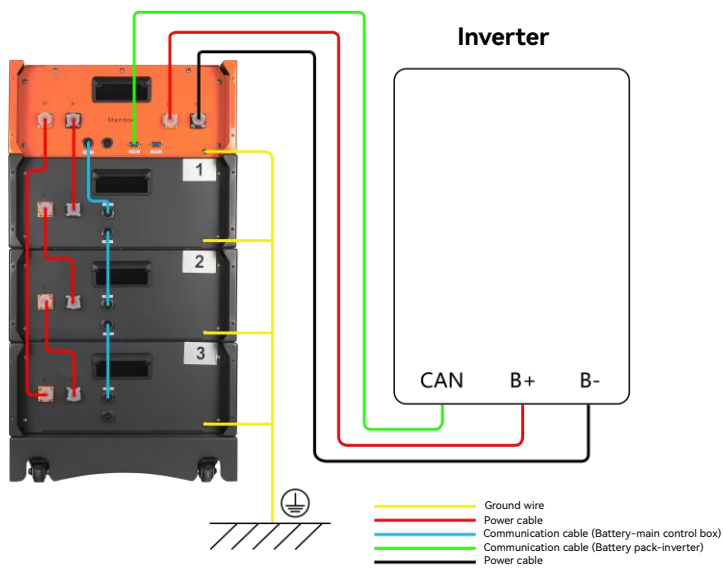 Inverter
Main box
1
2
3
CAN B+ B-
Ground wire
Power cable
Communication cable (Battery-main control box)
Communication cable (Battery pack-inverter)
Power cable